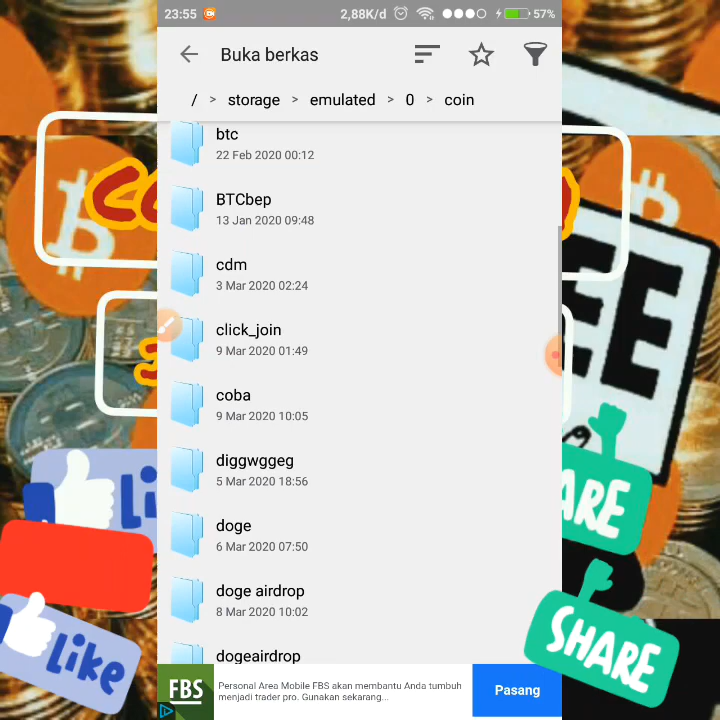 23:55
2,88K/d
57%
Buka berkas
/ > storage > emulated > 0 > coin
btc
22 Feb 2020 00:12
BTCbep
13 Jan 2020 09:48
cdm
3 Mar 2020 02:24
click_join
9 Mar 2020 01:49
coba
9 Mar 2020 10:05
diggwggeg
5 Mar 2020 18:56
doge
6 Mar 2020 07:50
doge airdrop
8 Mar 2020 10:02
dogeairdrop
FBS
Personal Area Mobile FBS akan membantu Anda tumbuh
menjadi trader pro. Gunakan sekarang...
Pasang
EE
Li
ARE
Like
SHARE